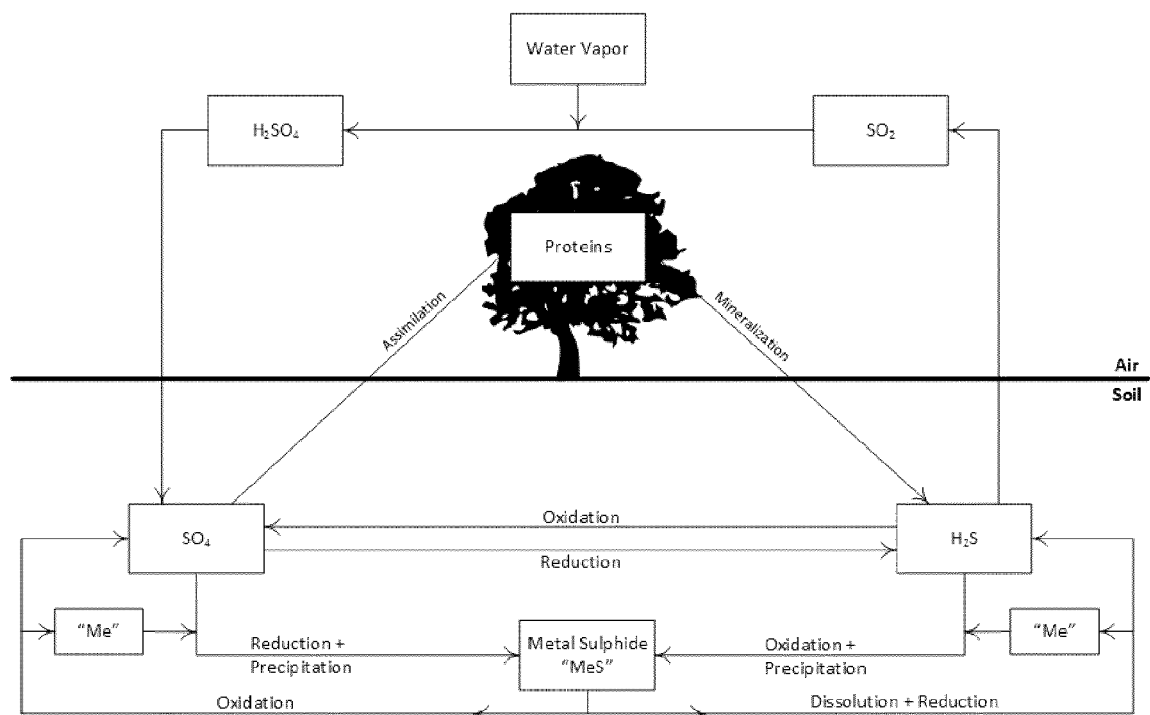 Water Vapor
H₂SO₄
SO₂
Proteins
Assimilation
Mineralization
Air
Soil
SO₄
Oxidation
H₂S
Reduction
"Me"
Reduction +
Precipitation
Metal Sulphide
"MeS"
Oxidation +
Precipitation
"Me"
Oxidation
Dissolution + Reduction